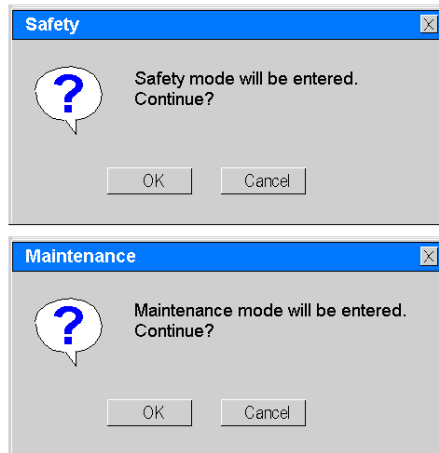 Safety
Safety mode will be entered.
Continue?
OK Cancel
Maintenance
Maintenance mode will be entered.
Continue?
OK Cancel